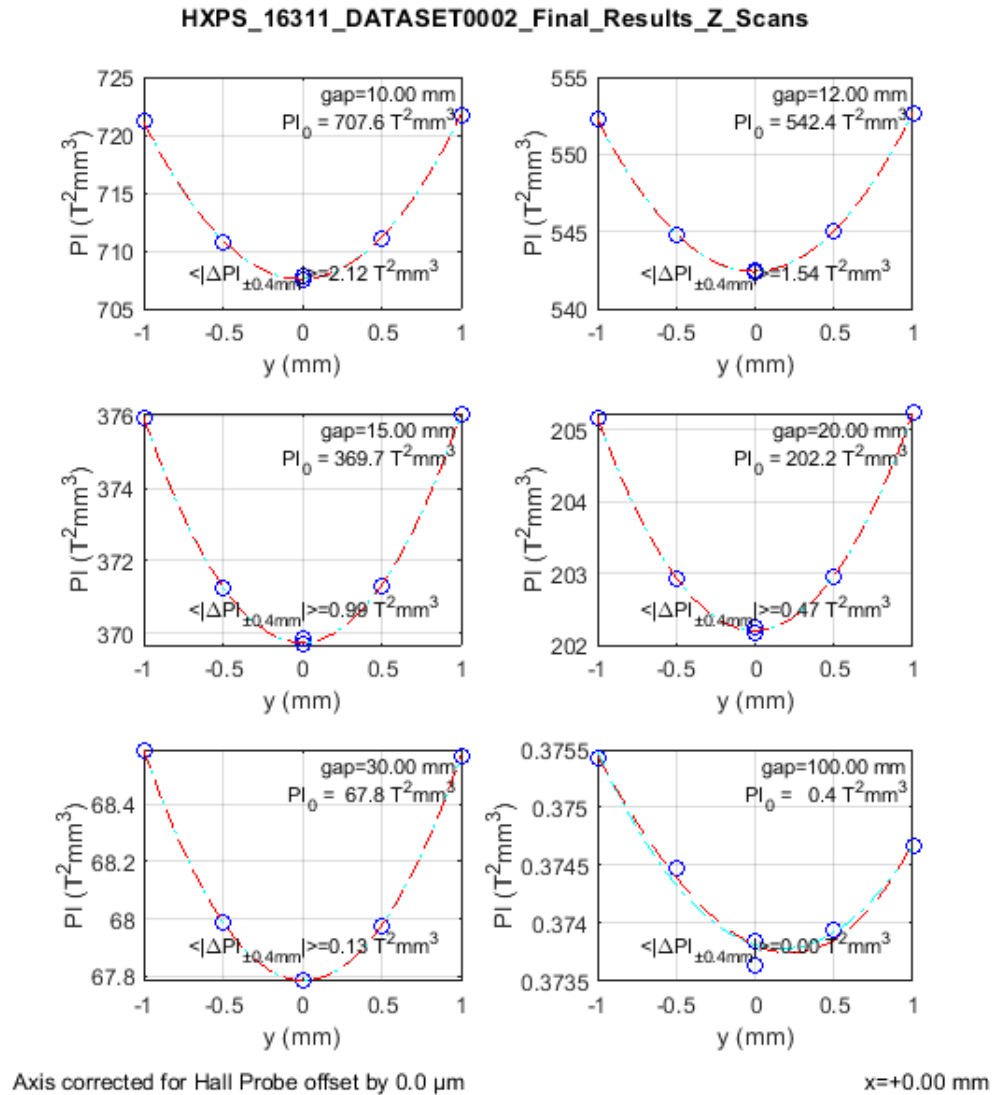 HXPS_16311_DATASET0002_Final_Results_Z_Scans
725
720
715
710
705
PI (T²mm³)
gap=10.00 mm
PI₀ = 707.6 T²mm³
<|ΔPI±0.4mm|>=2.12 T²mm³
-1 -0.5 0 0.5 1
y (mm)
555
550
545
540
PI (T²mm³)
gap=12.00 mm
PI₀ = 542.4 T²mm³
<|ΔPI±0.4mm|>=1.54 T²mm³
-1 -0.5 0 0.5 1
y (mm)
376
374
372
370
PI (T²mm³)
gap=15.00 mm
PI₀ = 369.7 T²mm³
<|ΔPI±0.4mm|>=0.99 T²mm³
-1 -0.5 0 0.5 1
y (mm)
205
204
203
202
PI (T²mm³)
gap=20.00 mm
PI₀ = 202.2 T²mm³
<|ΔPI±0.4mm|>=0.47 T²mm³
-1 -0.5 0 0.5 1
y (mm)
68.4
68.2
68
67.8
PI (T²mm³)
gap=30.00 mm
PI₀ = 67.8 T²mm³
<|ΔPI±0.4mm|>=0.13 T²mm³
-1 -0.5 0 0.5 1
y (mm)
0.3755
0.375
0.3745
0.374
0.3735
PI (T²mm³)
gap=100.00 mm
PI₀ = 0.4 T²mm³
<|ΔPI±0.4mm|>=0.00 T²mm³
-1 -0.5 0 0.5 1
y (mm)
Axis corrected for Hall Probe offset by 0.0 µm
x=+0.00 mm